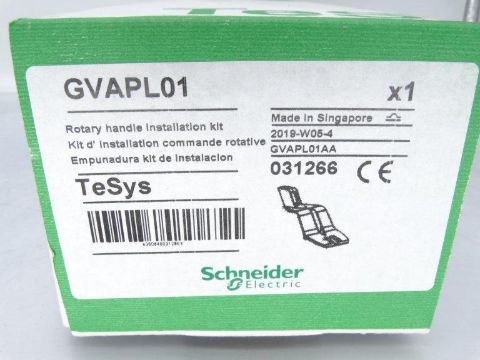 GVAPL01
x1
Rotary handle installation kit
Kit d' installation commande rotative
Empunadura kit de instalacion
Made in Singapore
2019-W05-4
GVAPL01AA
031266 CE
TeSys
Schneider
Electric